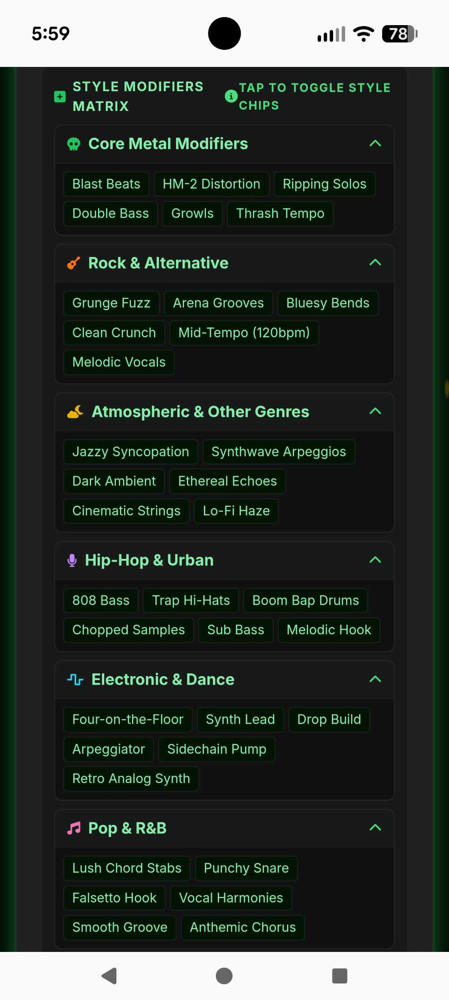 5:59
78
STYLE MODIFIERS
MATRIX
TAP TO TOGGLE STYLE
CHIPS
Core Metal Modifiers
Blast Beats HM-2 Distortion Ripping Solos
Double Bass Growls Thrash Tempo
Rock & Alternative
Grunge Fuzz Arena Grooves Bluesy Bends
Clean Crunch Mid-Tempo (120bpm)
Melodic Vocals
Atmospheric & Other Genres
Jazzy Syncopation Synthwave Arpeggios
Dark Ambient Ethereal Echoes
Cinematic Strings Lo-Fi Haze
Hip-Hop & Urban
808 Bass Trap Hi-Hats Boom Bap Drums
Chopped Samples Sub Bass Melodic Hook
Electronic & Dance
Four-on-the-Floor Synth Lead Drop Build
Arpeggiator Sidechain Pump
Retro Analog Synth
Pop & R&B
Lush Chord Stabs Punchy Snare
Falsetto Hook Vocal Harmonies
Smooth Groove Anthemic Chorus